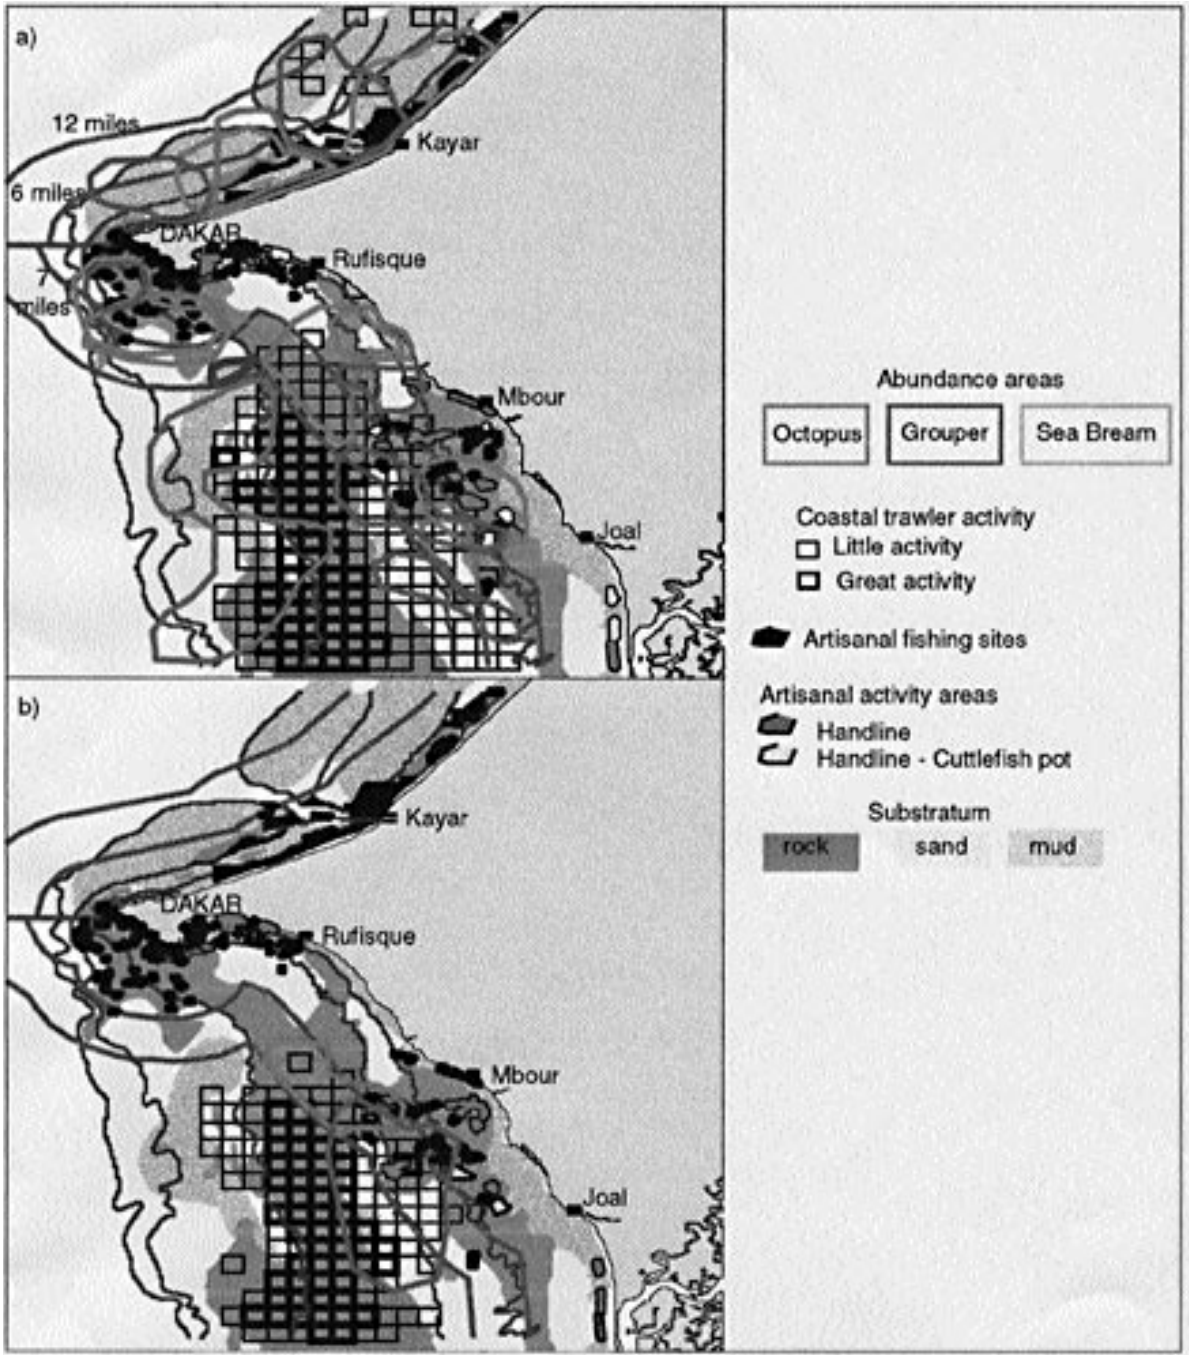 a)
12 miles
Kayar
6 miles
DAKAR
Rufisque
7
miles
Mbour
Joal
b)
Kayar
DAKAR
Rufisque
Mbour
Joal
Abundance areas
Octopus
Grouper
Sea Bream
Coastal trawler activity
Little activity
Great activity
Artisanal fishing sites
Artisanal activity areas
Handline
Handline - Cuttlefish pot
Substratum
rock
sand
mud